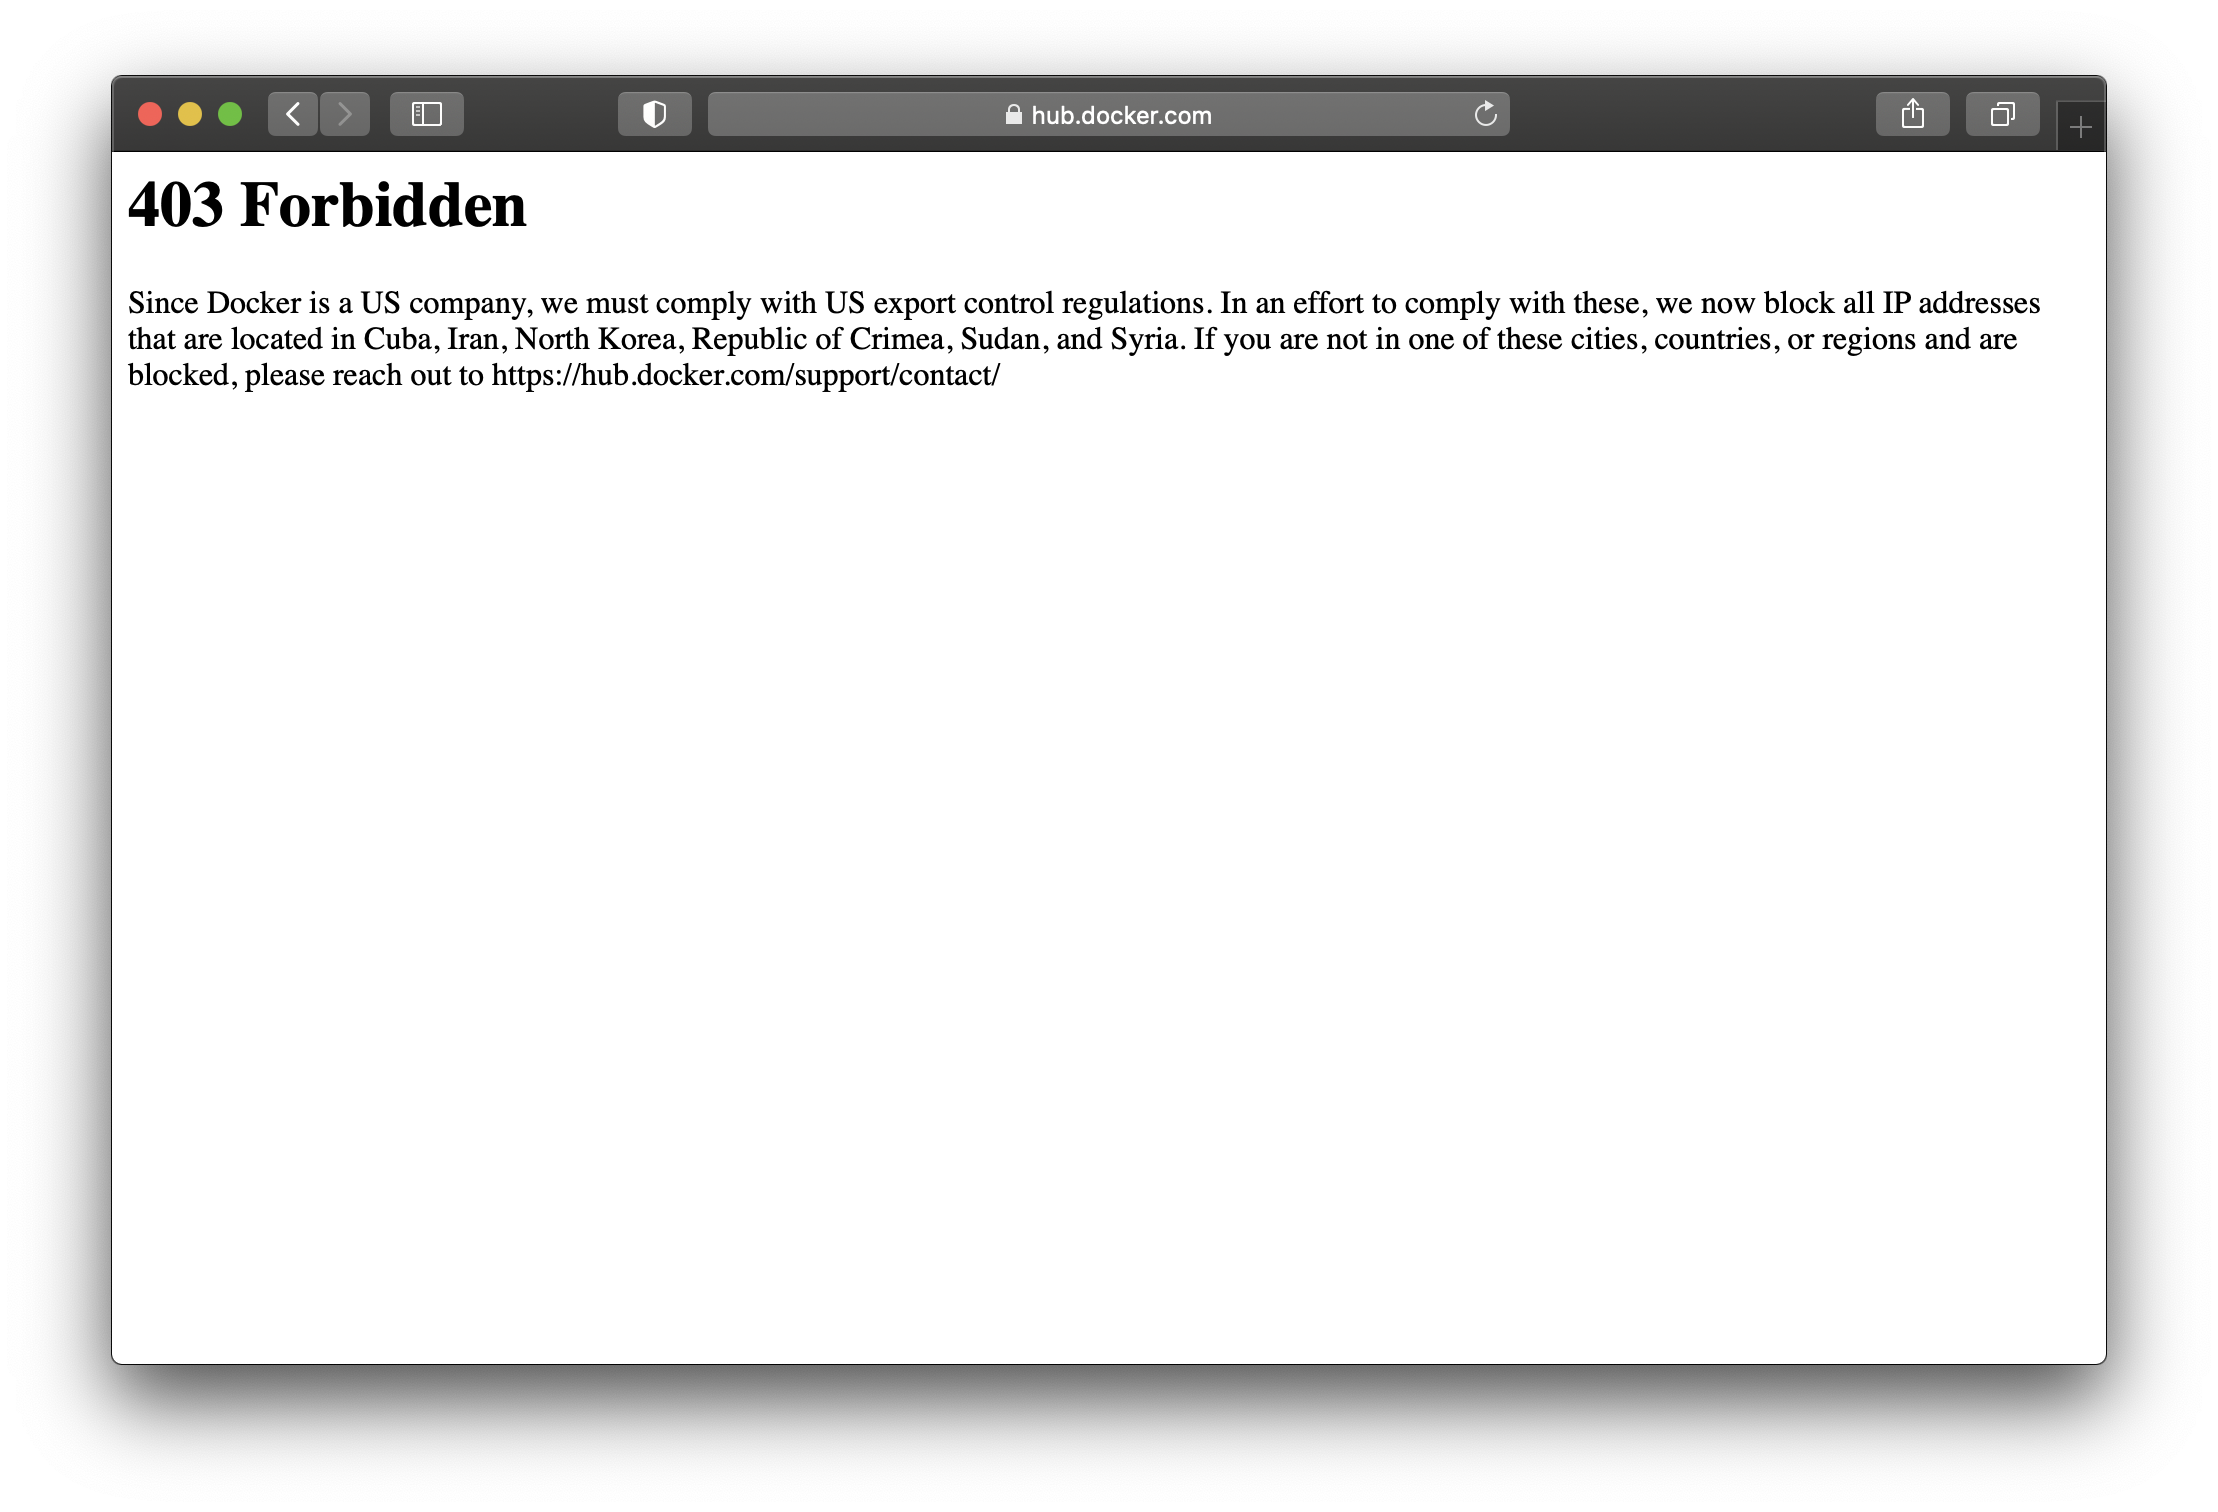 hub.docker.com
403 Forbidden
Since Docker is a US company, we must comply with US export control regulations. In an effort to comply with these, we now block all IP addresses
that are located in Cuba, Iran, North Korea, Republic of Crimea, Sudan, and Syria. If you are not in one of these cities, countries, or regions and are
blocked, please reach out to https://hub.docker.com/support/contact/